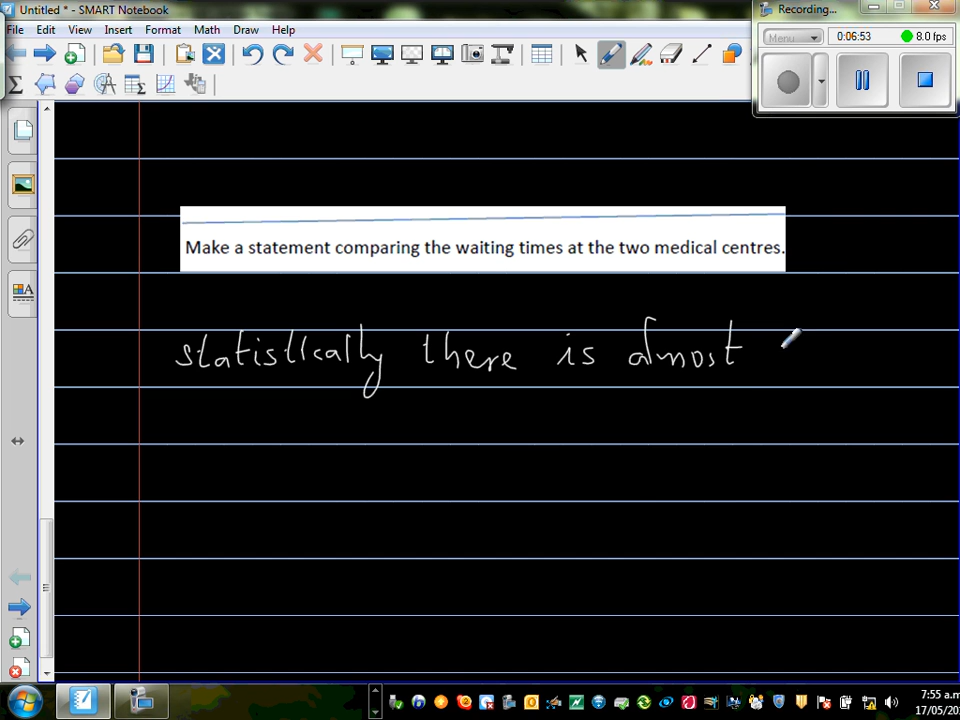 Untitled * - SMART Notebook
Recording...
File Edit View Insert Format Math Draw Help
Menu 0:06:53 8.0 fps
Make a statement comparing the waiting times at the two medical centres.
statistically there is almost
7:55 a.m
17/05/20